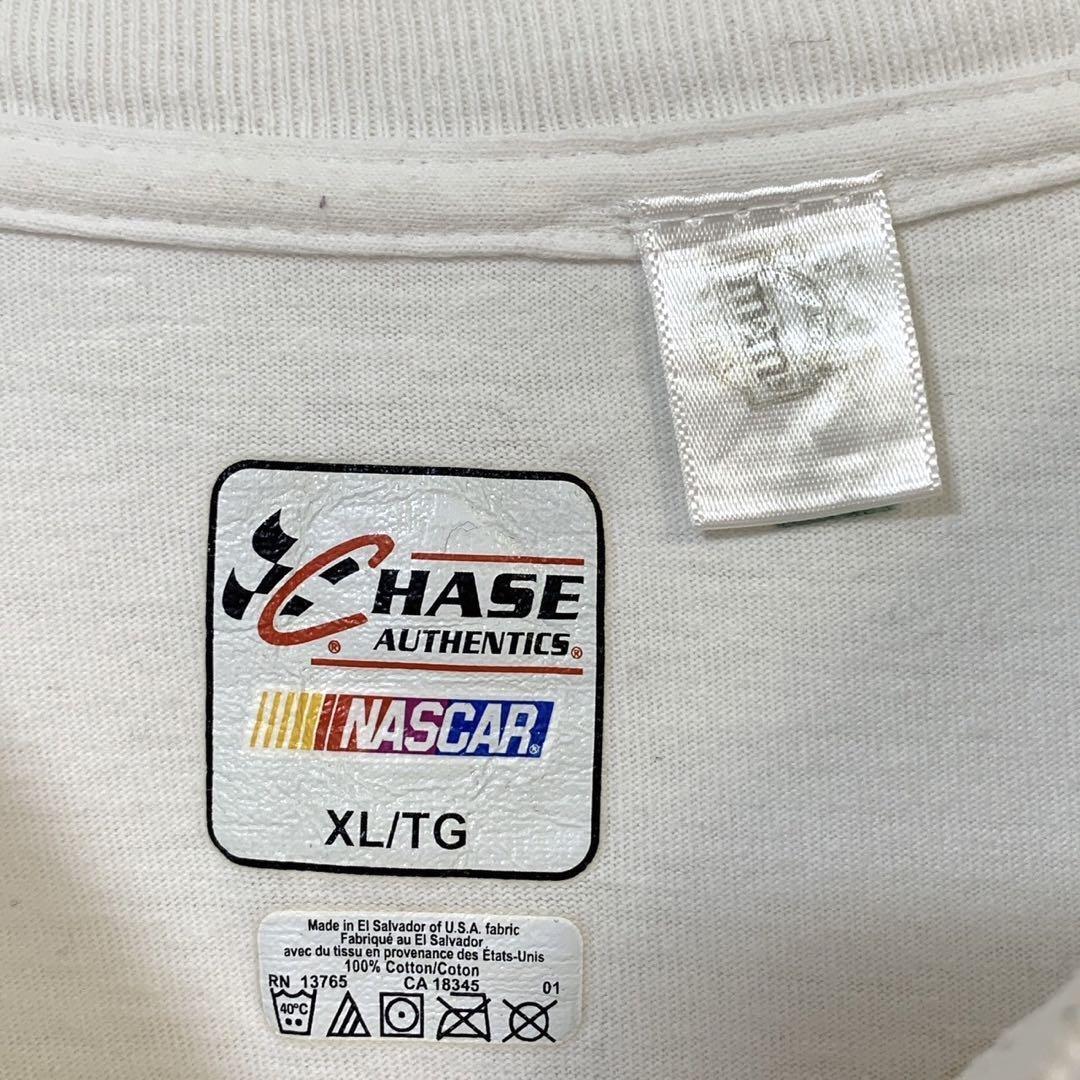 CHASE
AUTHENTICS®
®
NASCAR®
XL/TG
Made in El Salvador of U.S.A. fabric
Fabriqué au El Salvador
avec du tissu en provenance des États-Unis
100% Cotton/Coton
RN 13765 CA 18345 01
40°C